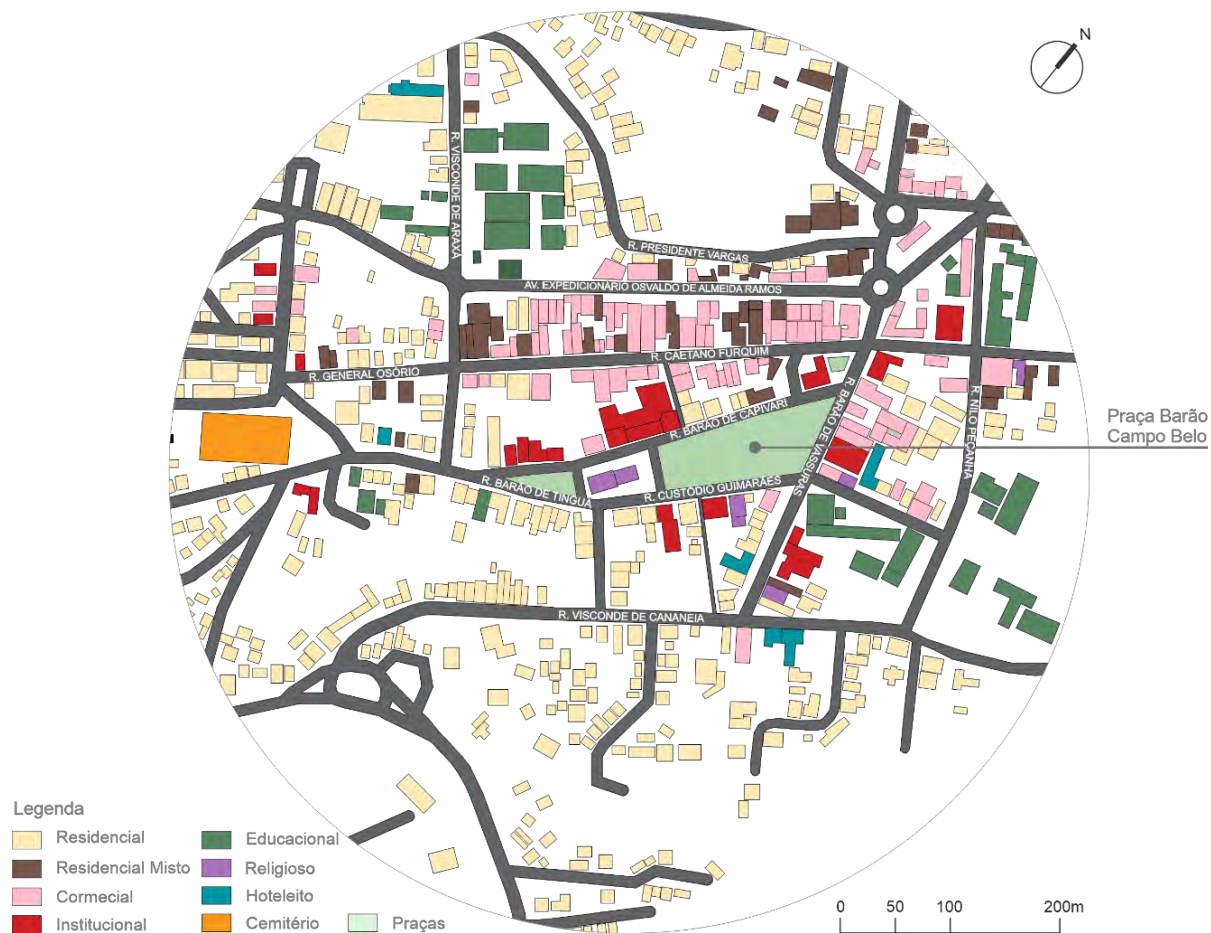 N
R. VISCONDE DE ARAXÁ
R. PRESIDENTE VARGAS
AV. EXPEDICIONÁRIO OSVALDO DE ALMEIDA RAMOS
R. CAETANO FURQUIM
R. GENERAL OSÓRIO
R. BARÃO DE CAPIVARI
R. BARÃO DE VASSURAS
R. NILO PEÇANHA
Praça Barão
Campo Belo
R. BARÃO DE TINGUÁ
R. CUSTÓDIO GUIMARÃES
R. VISCONDE DE CANANEIA
Legenda
Residencial
Residencial Misto
Cormecial
Institucional
Educacional
Religioso
Hoteleito
Cemitério
Praças
0 50 100 200m